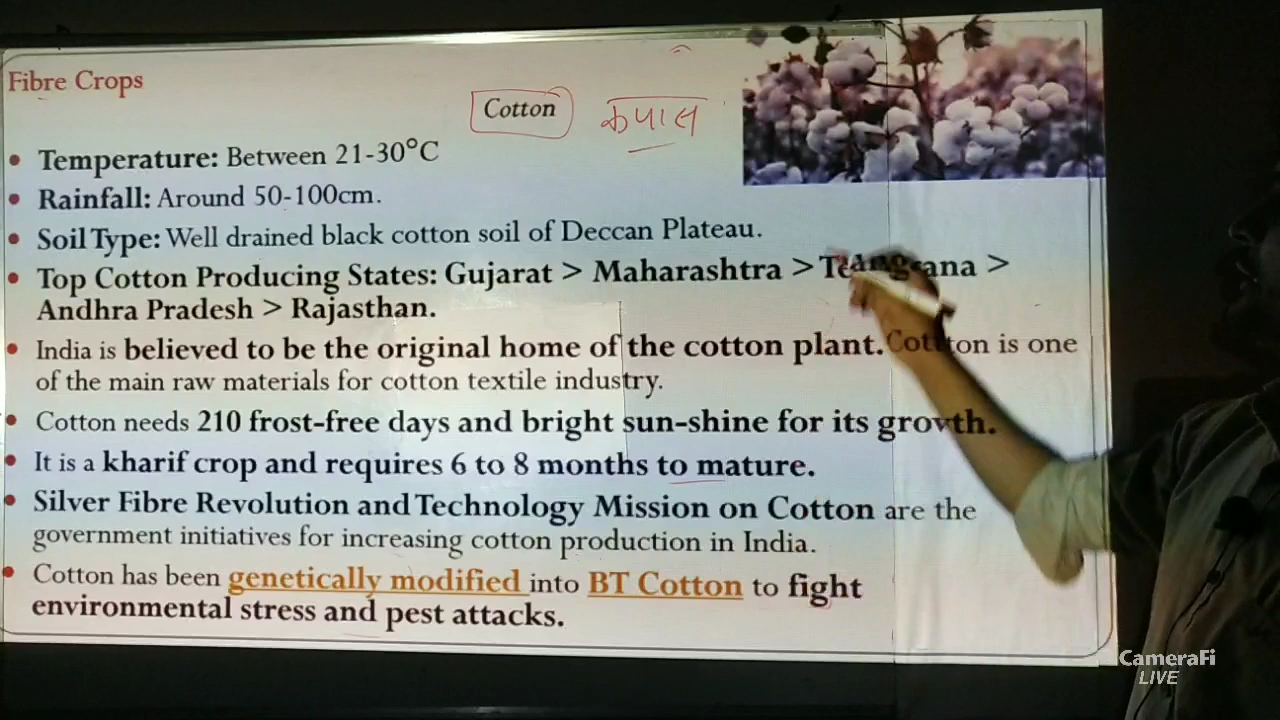 Fibre Crops
Cotton कपास
• Temperature: Between 21-30°C
• Rainfall: Around 50-100cm.
• Soil Type: Well drained black cotton soil of Deccan Plateau.
• Top Cotton Producing States: Gujarat > Maharashtra > Telangana >
Andhra Pradesh > Rajasthan.
• India is believed to be the original home of the cotton plant. Cotton is one
of the main raw materials for cotton textile industry.
• Cotton needs 210 frost-free days and bright sun-shine for its growth.
• It is a kharif crop and requires 6 to 8 months to mature.
• Silver Fibre Revolution and Technology Mission on Cotton are the
government initiatives for increasing cotton production in India.
• Cotton has been genetically modified into BT Cotton to fight
environmental stress and pest attacks.
CameraFi
LIVE